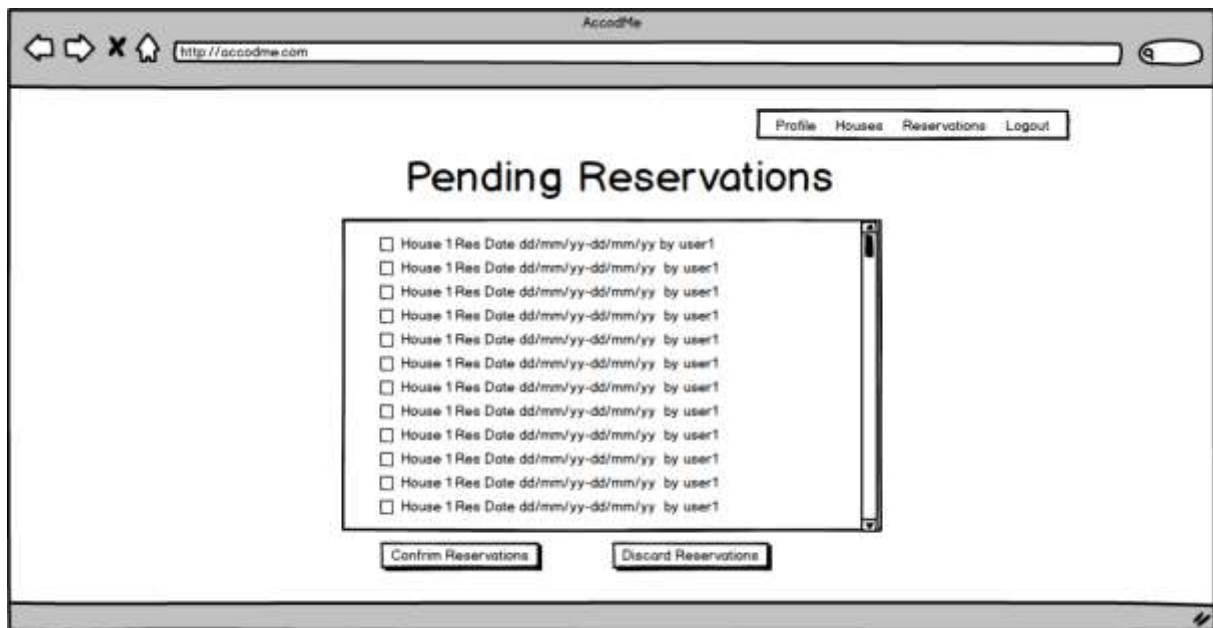 AccodMe
http://accodme.com
Profile Houses Reservations Logout
Pending Reservations
House 1 Res Date dd/mm/yy-dd/mm/yy by user1
House 1 Res Date dd/mm/yy-dd/mm/yy by user1
House 1 Res Date dd/mm/yy-dd/mm/yy by user1
House 1 Res Date dd/mm/yy-dd/mm/yy by user1
House 1 Res Date dd/mm/yy-dd/mm/yy by user1
House 1 Res Date dd/mm/yy-dd/mm/yy by user1
House 1 Res Date dd/mm/yy-dd/mm/yy by user1
House 1 Res Date dd/mm/yy-dd/mm/yy by user1
House 1 Res Date dd/mm/yy-dd/mm/yy by user1
House 1 Res Date dd/mm/yy-dd/mm/yy by user1
House 1 Res Date dd/mm/yy-dd/mm/yy by user1
House 1 Res Date dd/mm/yy-dd/mm/yy by user1
Confrim Reservations Discard Reservations